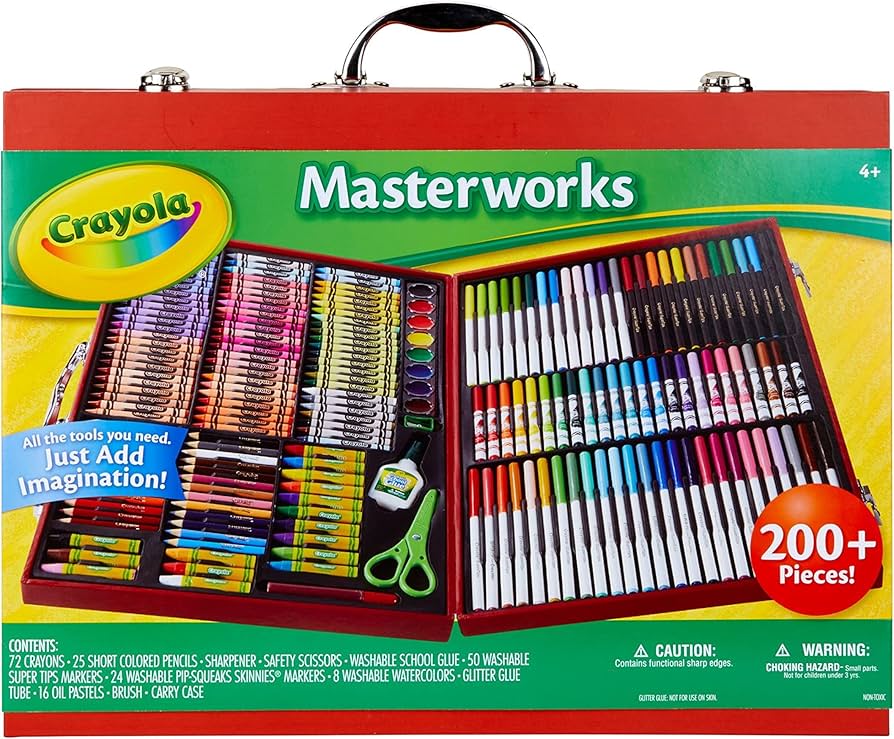 Masterworks
4+
Crayola
All the tools you need.
Just Add
Imagination!
200+
Pieces!
CONTENTS:
72 CRAYONS • 25 SHORT COLORED PENCILS • SHARPENER • SAFETY SCISSORS • WASHABLE SCHOOL GLUE • 50 WASHABLE
SUPER TIPS MARKERS • 24 WASHABLE PIP-SQUEAKS SKINNIES® MARKERS • 8 WASHABLE WATERCOLORS • GLITTER GLUE
TUBE • 16 OIL PASTELS • BRUSH • CARRY CASE
CAUTION:
Contains functional sharp edges.
WARNING:
CHOKING HAZARD- Small parts.
Not for children under 3 yrs.
GLITTER GLUE: NOT FOR USE ON SKIN.
NON-TOXIC